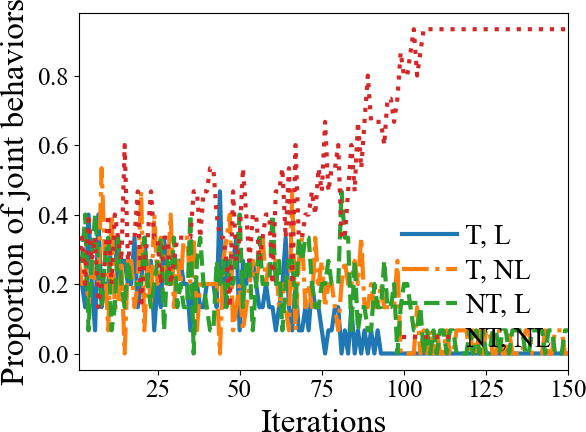 Proportion of joint behaviors
0.8
0.6
0.4
0.2
0.0
T, L
T, NL
NT, L
NT, NL
25
50
75
100
125
150
Iterations